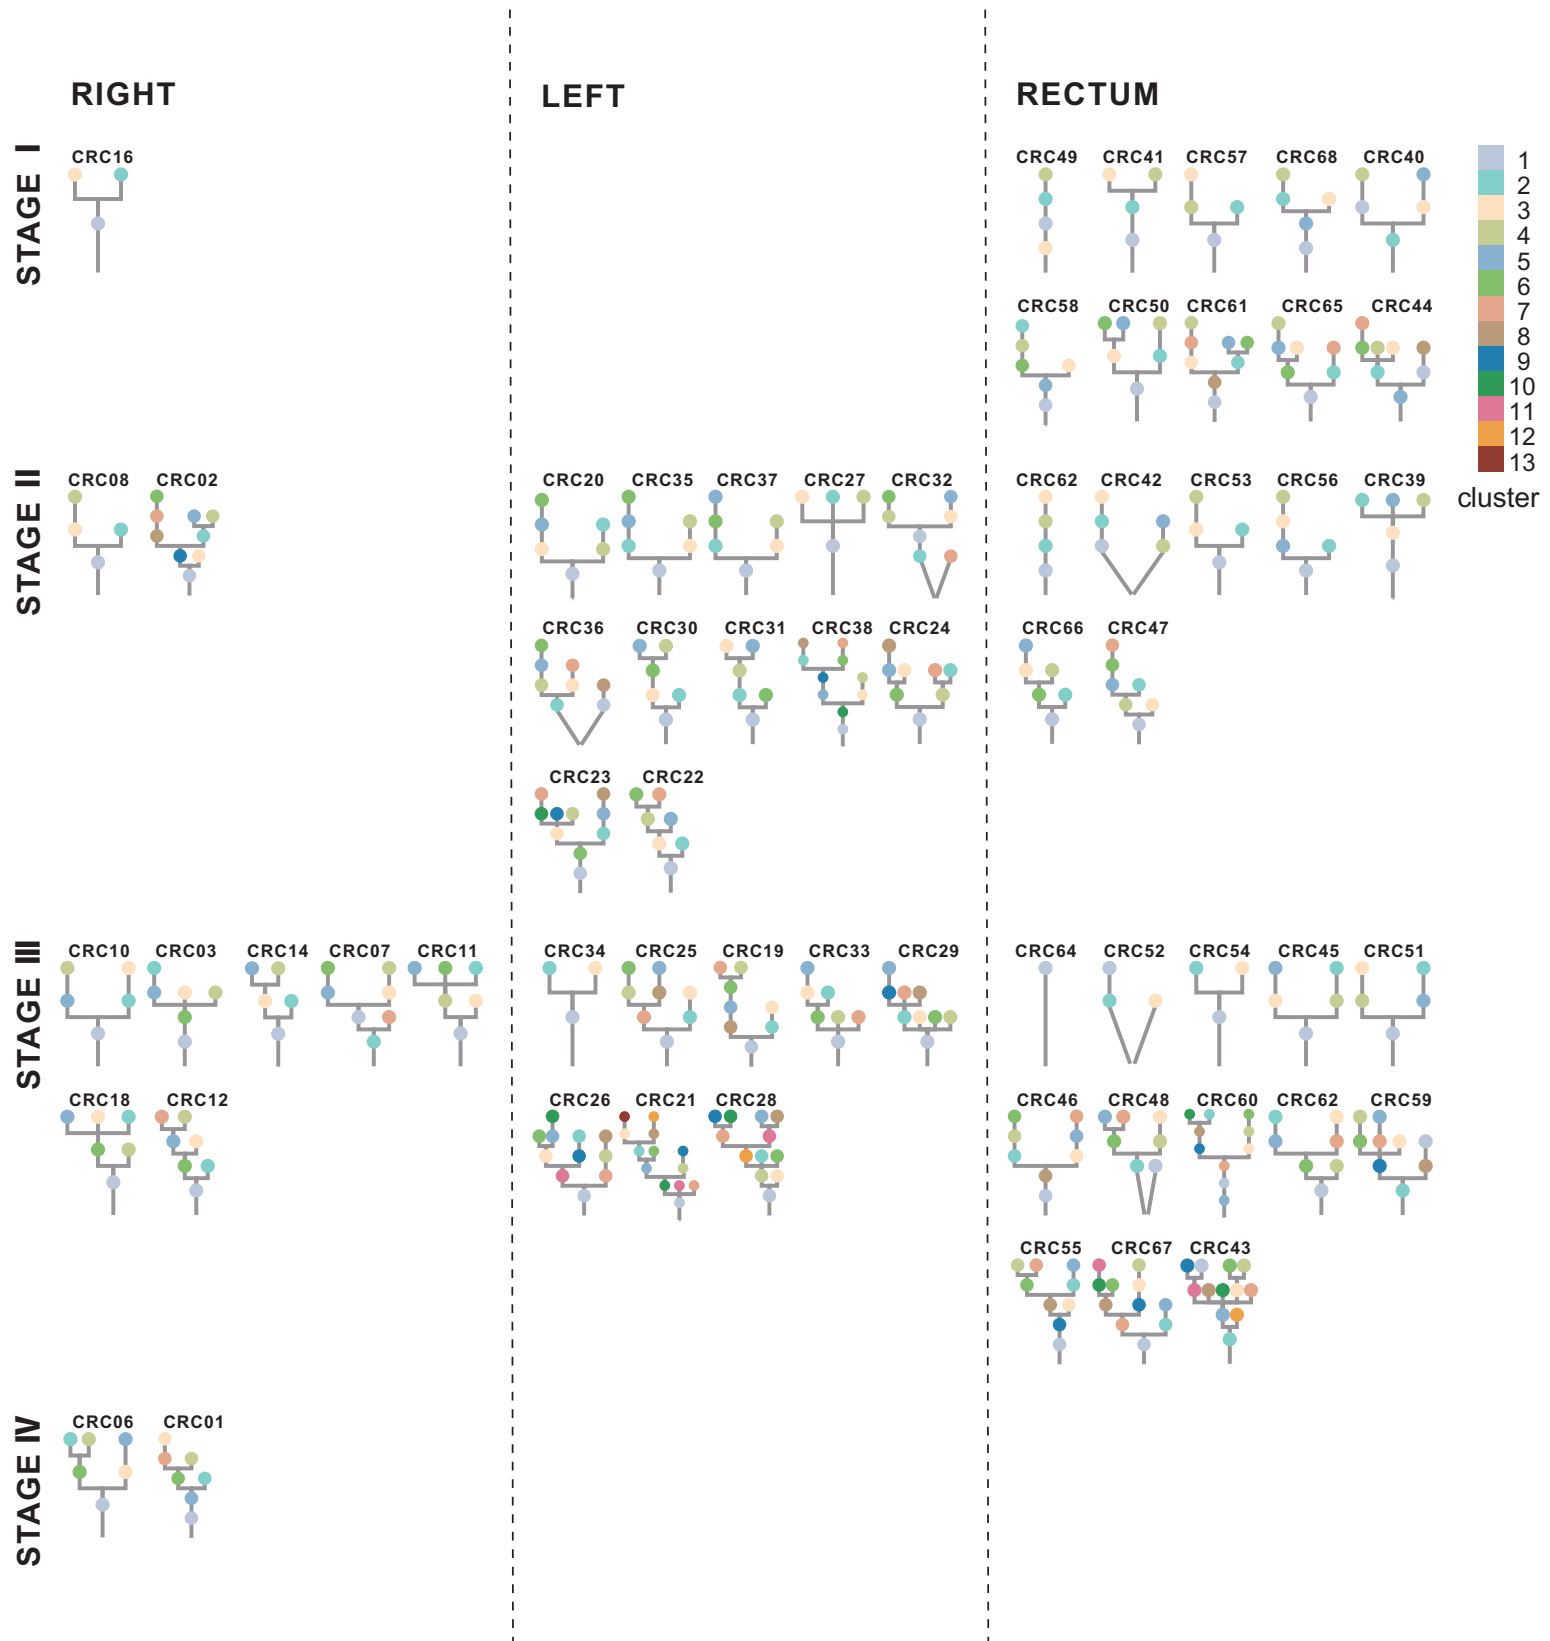 RIGHT
LEFT
RECTUM
STAGE I
CRC16
CRC49 CRC41 CRC57 CRC68 CRC40
CRC58 CRC50 CRC61 CRC65 CRC44
1
2
3
4
5
6
7
8
9
10
11
12
13
cluster
STAGE II
CRC08 CRC02
CRC20 CRC35 CRC37 CRC27 CRC32
CRC62 CRC42 CRC53 CRC56 CRC39
CRC36 CRC30 CRC31 CRC38 CRC24
CRC66 CRC47
CRC23 CRC22
STAGE III
CRC10 CRC03 CRC14 CRC07 CRC11
CRC34 CRC25 CRC19 CRC33 CRC29
CRC64 CRC52 CRC54 CRC45 CRC51
CRC18 CRC12
CRC26 CRC21 CRC28
CRC46 CRC48 CRC60 CRC62 CRC59
CRC55 CRC67 CRC43
STAGE IV
CRC06 CRC01